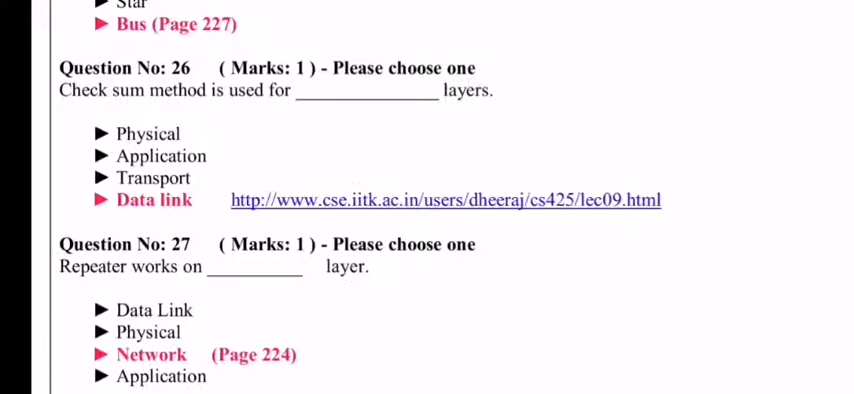 ► Star
► Bus (Page 227)
Question No: 26 ( Marks: 1 ) - Please choose one
Check sum method is used for _______________ layers.
► Physical
► Application
► Transport
► Data link http://www.cse.iitk.ac.in/users/dheeraj/cs425/lec09.html
Question No: 27 ( Marks: 1 ) - Please choose one
Repeater works on __________ layer.
► Data Link
► Physical
► Network (Page 224)
► Application